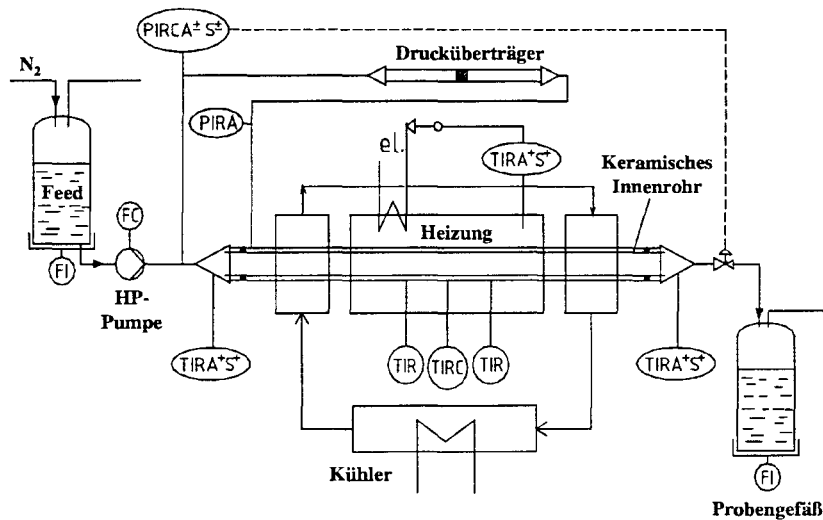 PIRCA± S±
Drucküberträger
N₂
PIRA
el.
TIRA⁺S⁺
Keramisches
Innenrohr
Feed
FC
Heizung
FI
HP-
Pumpe
TIRA⁺S⁺
TIR
TIRC
TIR
TIRA⁺S⁺
Kühler
FI
Probengefäß